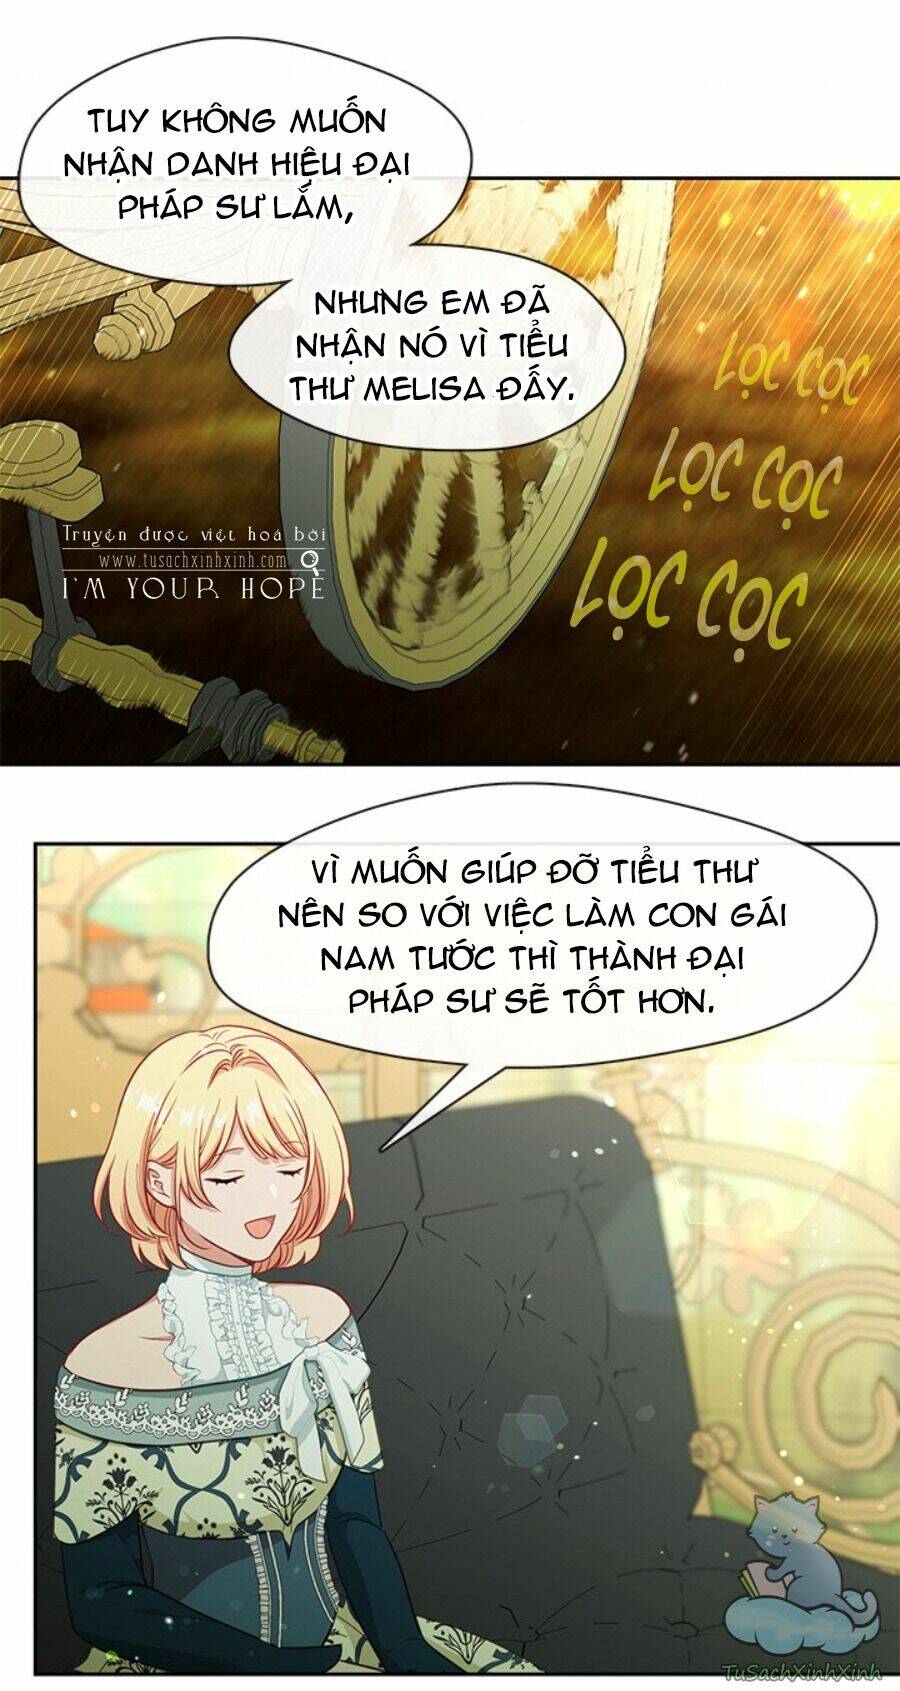 TUY KHÔNG MUỐN
NHẬN DANH HIỆU ĐẠI
PHÁP SƯ LẮM,
NHƯNG EM ĐÃ
NHẬN NÓ VÌ TIỂU
THƯ MELISA ĐẤY.
LỌC CỌC
LỌC CỌC
LỌC CỌC
Truyện được việt hoá bởi
www.tusachxinhxinh.com
I'M YOUR HOPE
VÌ MUỐN GIÚP ĐỠ TIỂU THƯ
NÊN SO VỚI VIỆC LÀM CON GÁI
NAM TƯỚC THÌ THÀNH ĐẠI
PHÁP SƯ SẼ TỐT HƠN.
TuSachXinhXinh